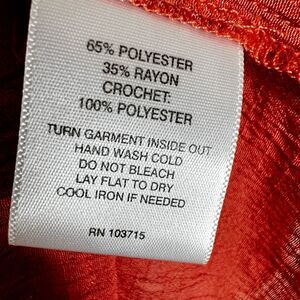 65% POLYESTER
35% RAYON
CROCHET:
100% POLYESTER
TURN GARMENT INSIDE OUT
HAND WASH COLD
DO NOT BLEACH
LAY FLAT TO DRY
COOL IRON IF NEEDED
RN 103715